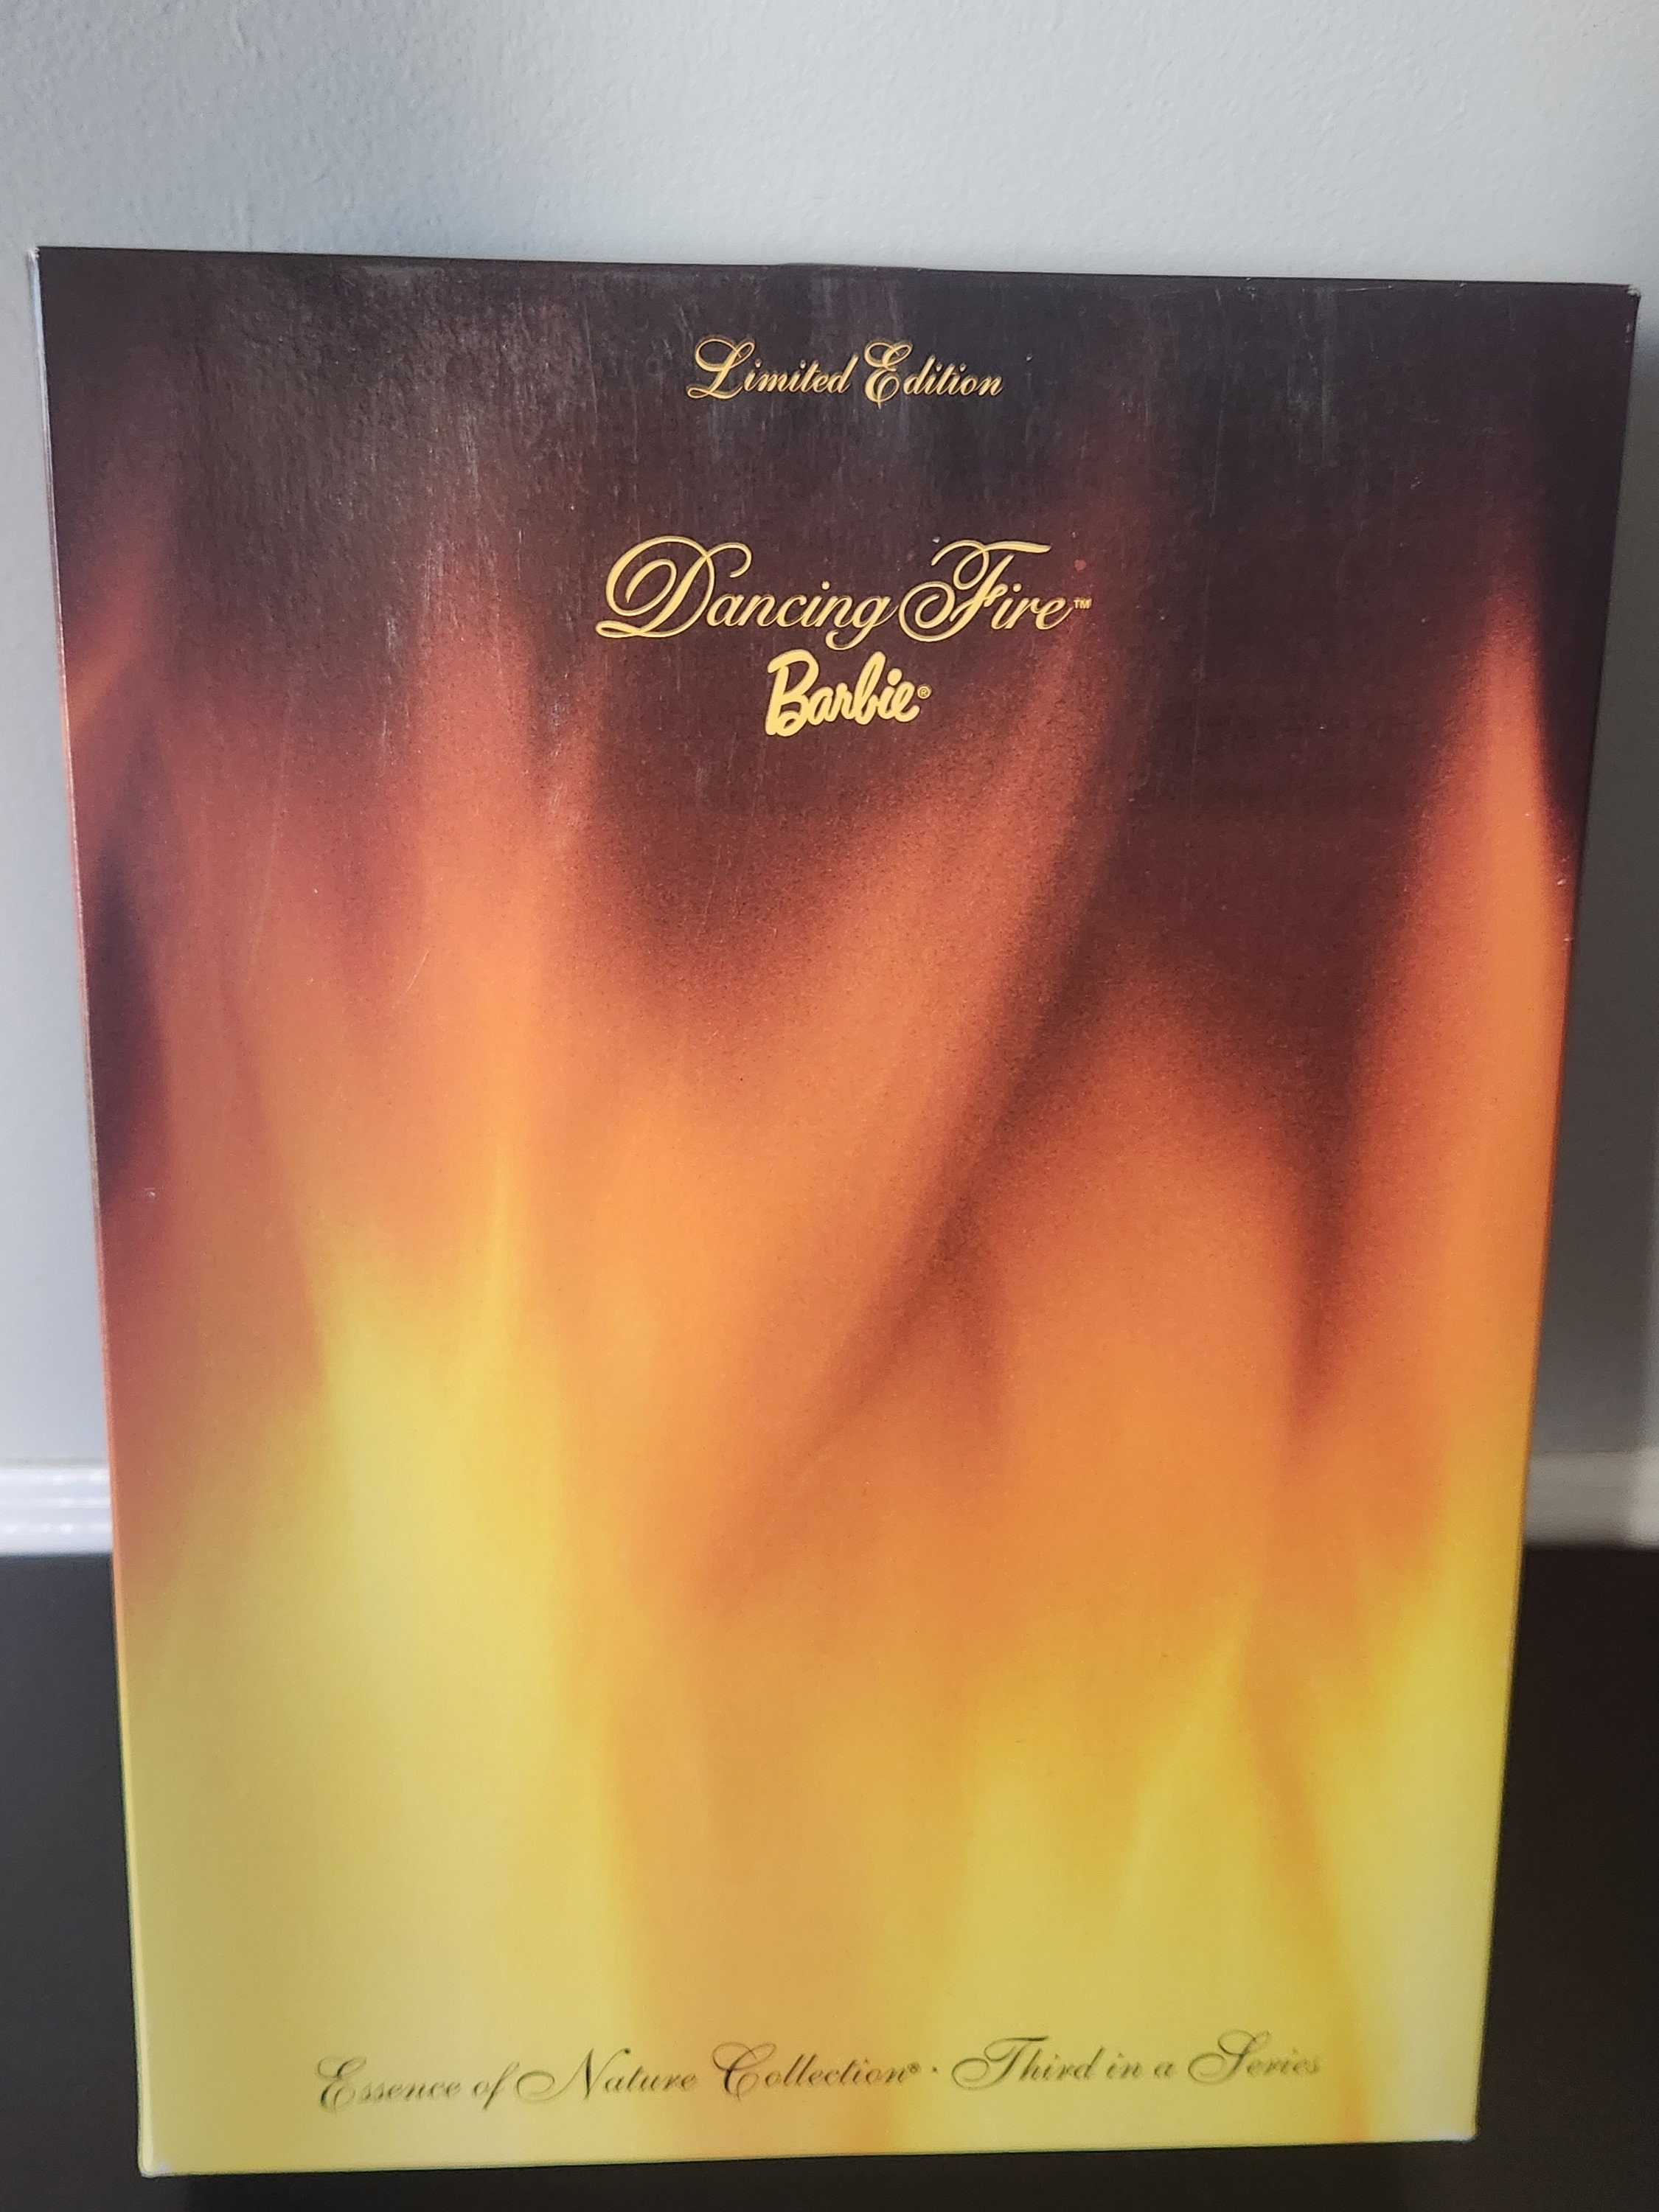 Limited Edition
Dancing Fire™
Barbie®
Essence of Nature Collection® · Third in a Series